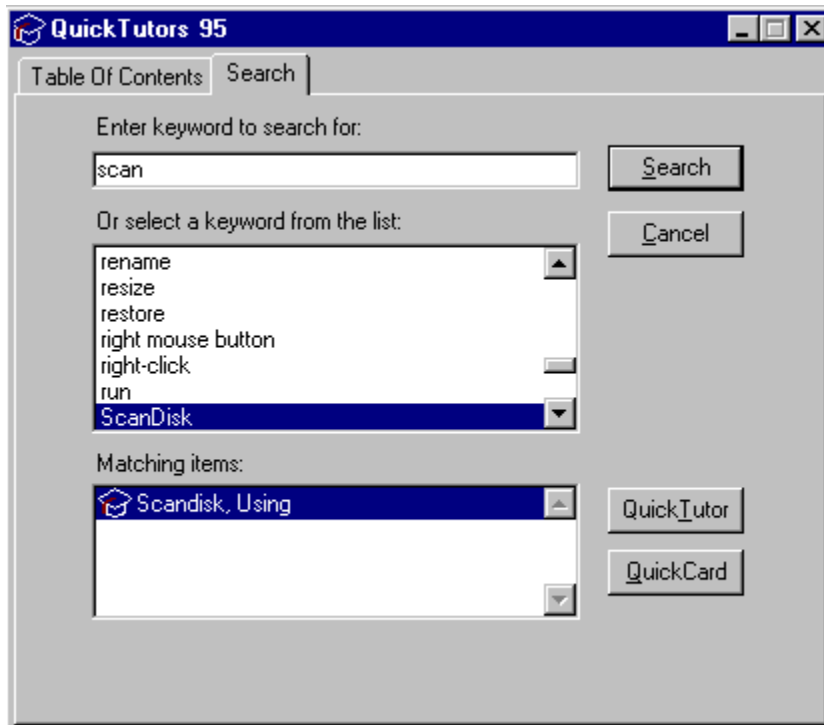 QuickTutors 95
Table Of Contents
Search
Enter keyword to search for:
scan
Search
Or select a keyword from the list:
Cancel
rename
resize
restore
right mouse button
right-click
run
ScanDisk
Matching items:
Scandisk, Using
QuickTutor
QuickCard